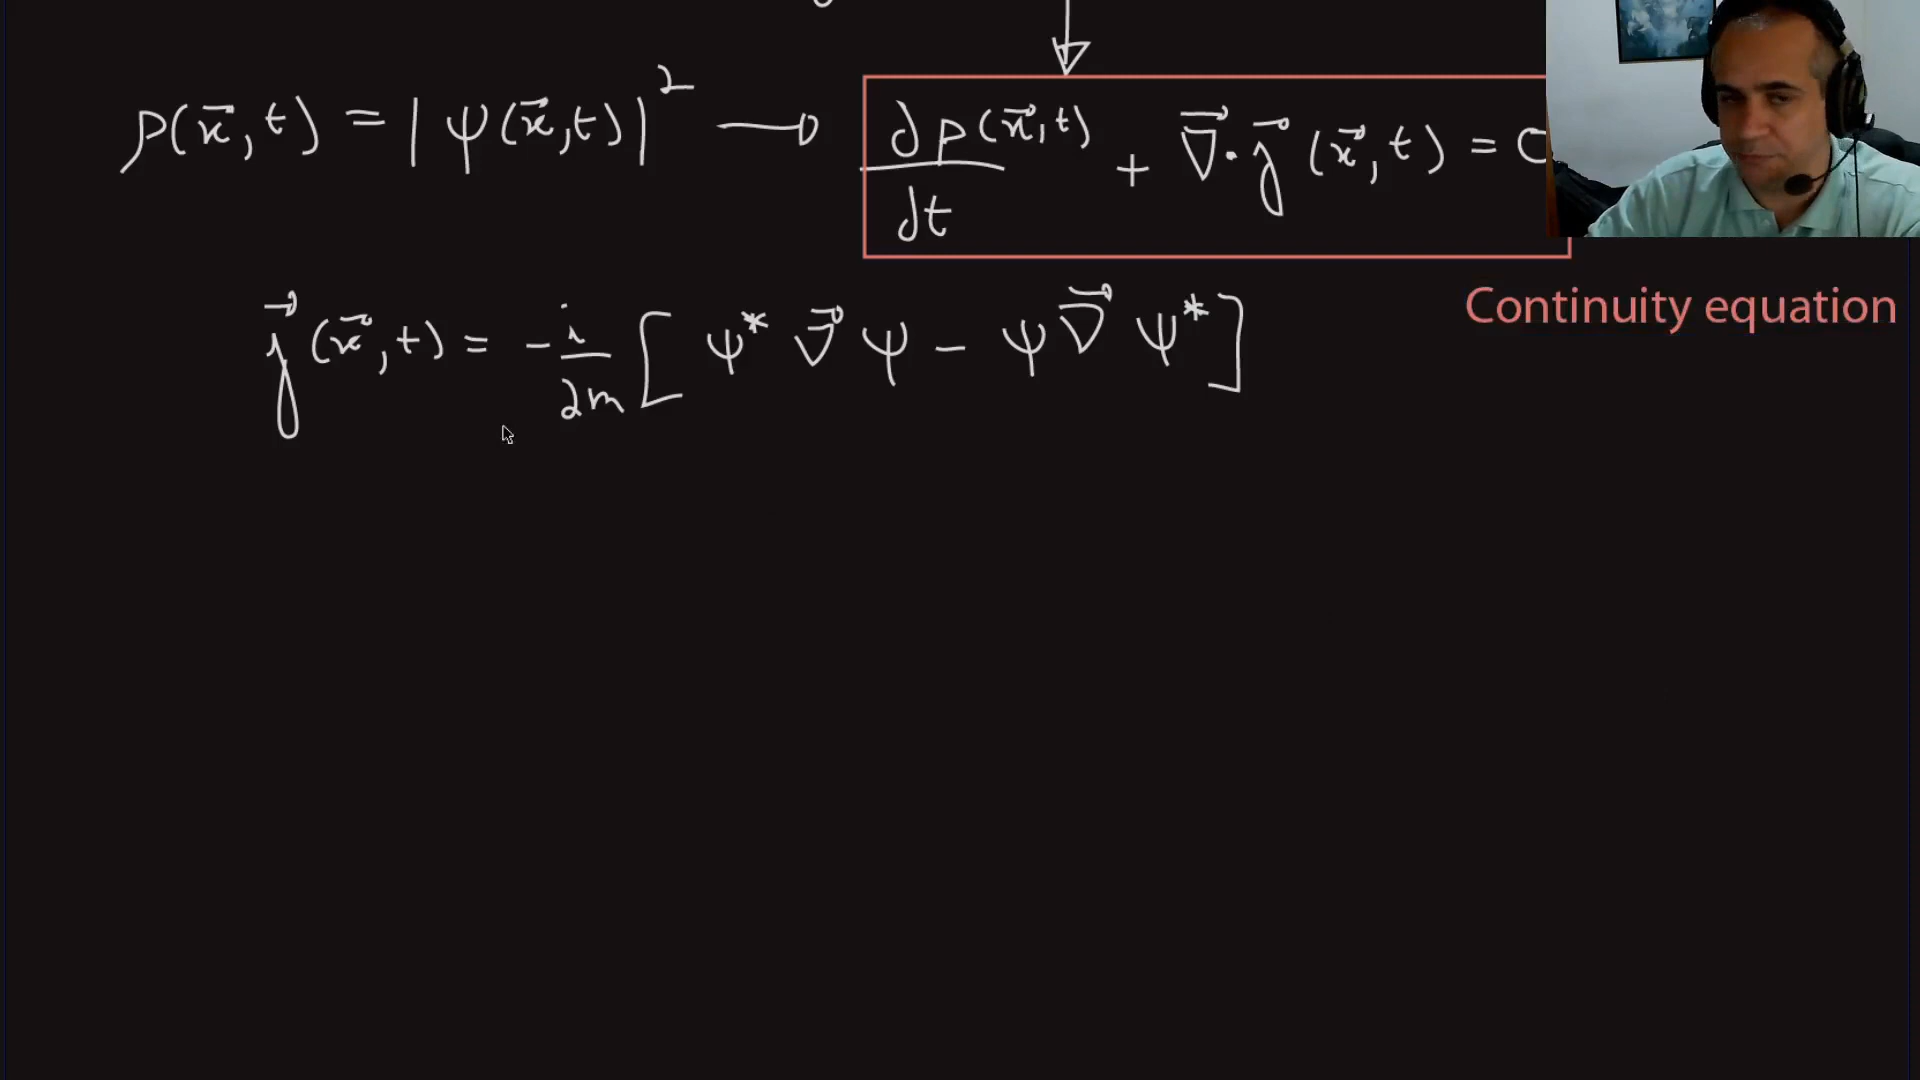 ρ(x⃗, t) = |ψ(x⃗,t)|² ⟶ ∂ρ(x⃗,t)/∂t + ∇⃗·j⃗(x⃗, t) = 0
Continuity equation
j⃗(x⃗, t) = -i/2m [ψ* ∇⃗ ψ - ψ ∇⃗ ψ*]